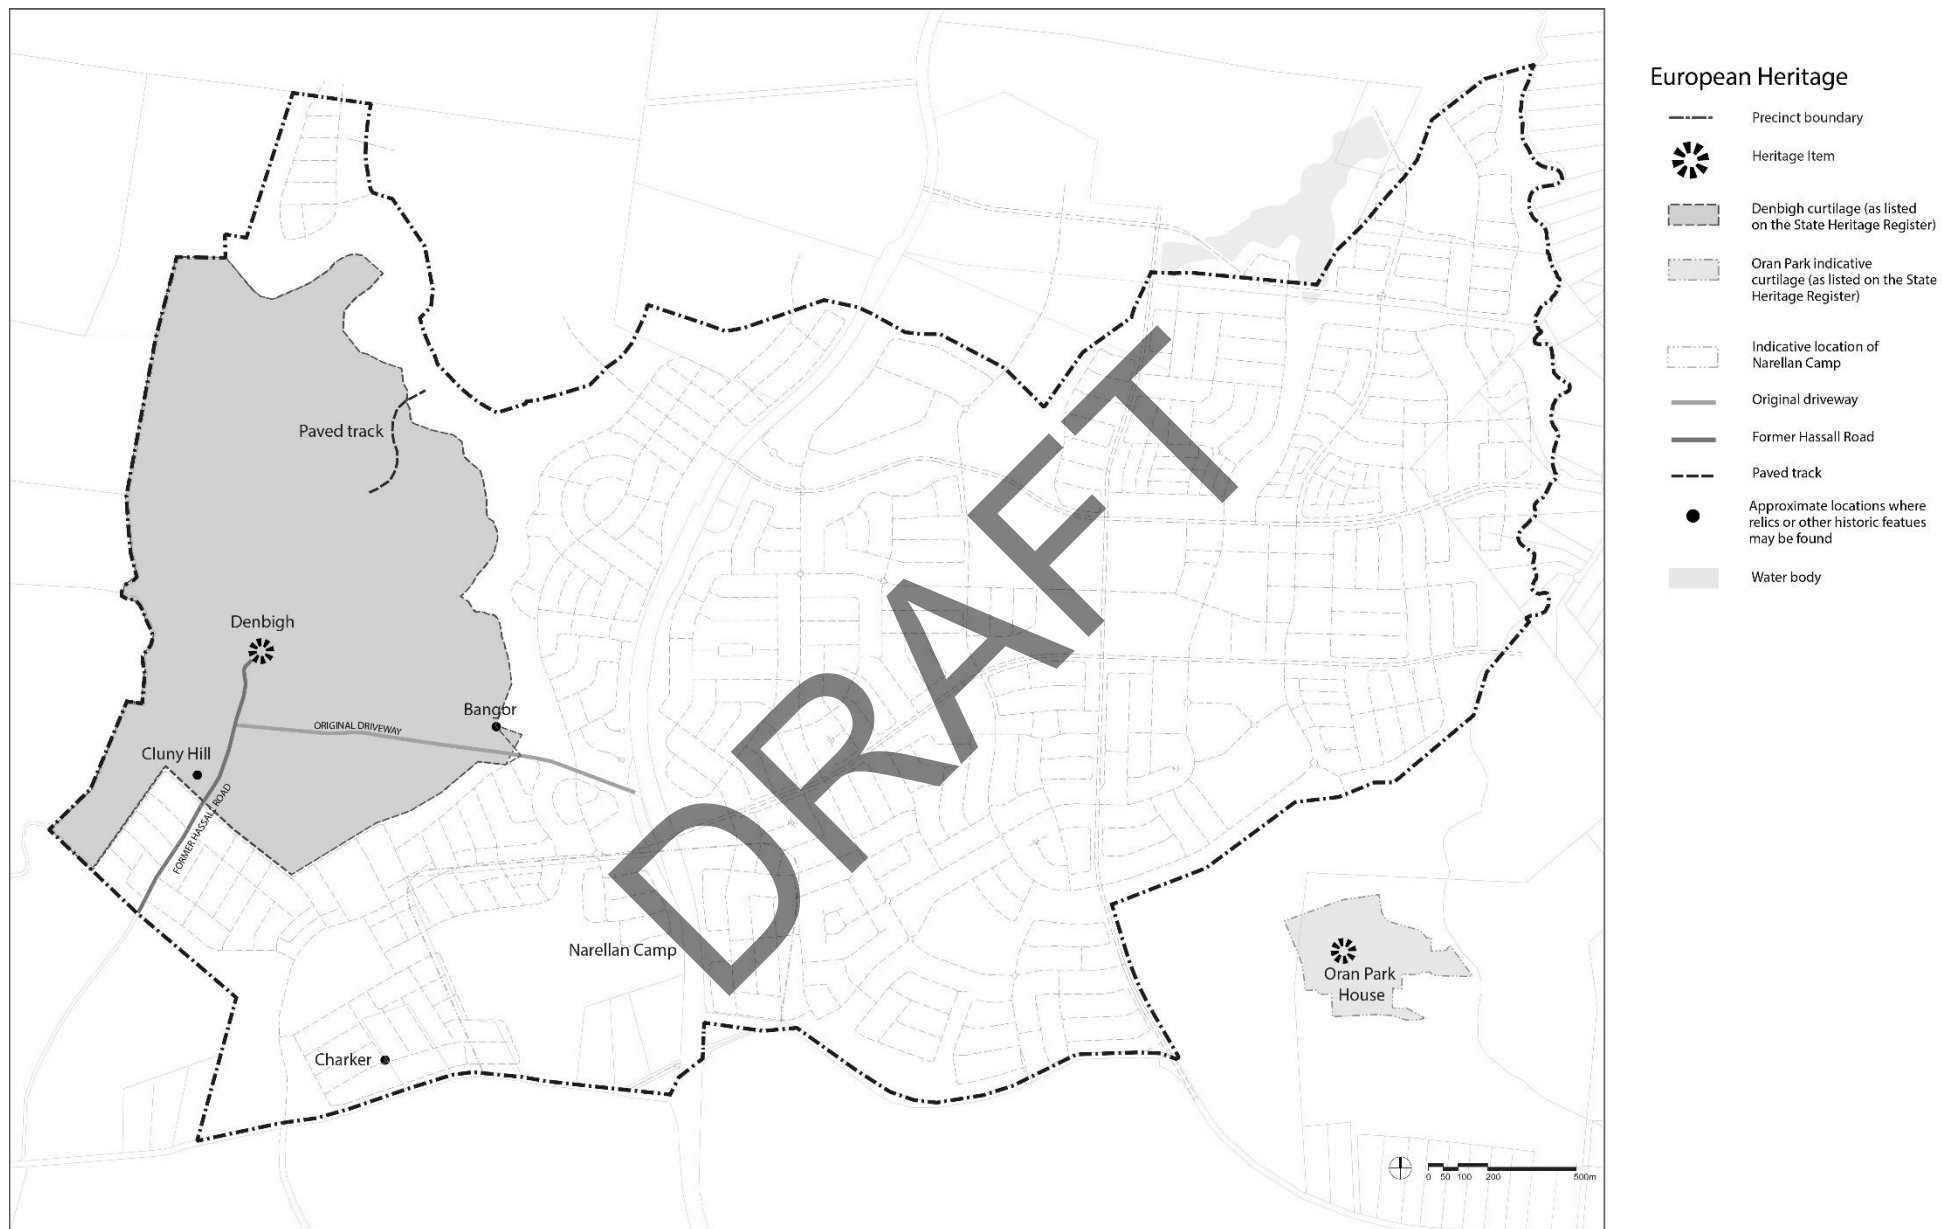 European Heritage
Precinct boundary
Heritage Item
Denbigh curtilage (as listed
on the State Heritage Register)
Oran Park indicative
curtilage (as listed on the State
Heritage Register)
Indicative location of
Narellan Camp
Original driveway
Former Hassall Road
Paved track
Approximate locations where
relics or other historic featues
may be found
Water body
Paved track
Denbigh
Bangor
ORIGINAL DRIVEWAY
Cluny Hill
FORMER HASSALL ROAD
Narellan Camp
Charker
Oran Park
House
DRAFT
0 50 100 200 500m